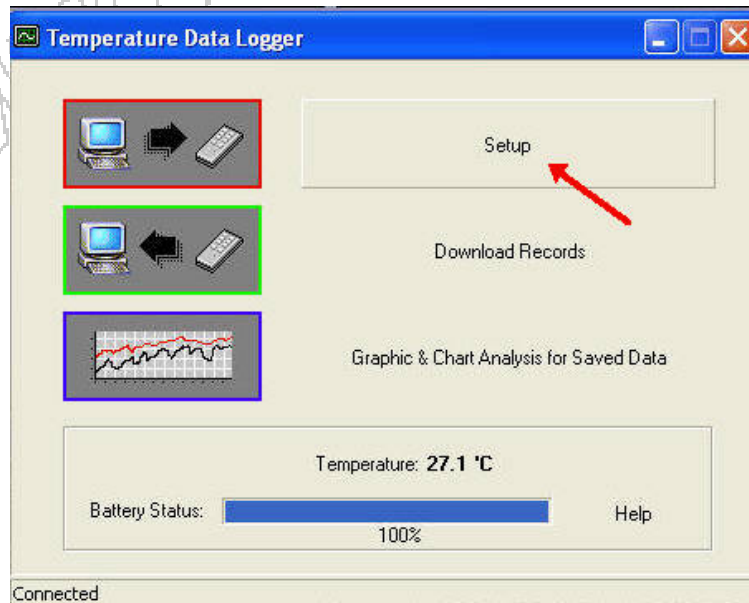 Temperature Data Logger
Setup
Download Records
Graphic & Chart Analysis for Saved Data
Temperature: 27.1 'C
Battery Status:
100%
Help
Connected